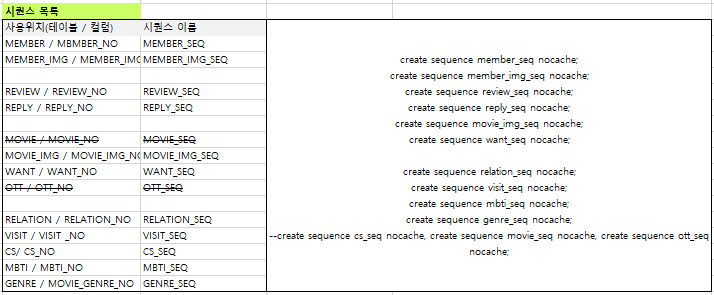 시퀀스 목록
사용위치(테이블 / 컬럼) 시퀀스 이름
MEMBER / MBMBER_NO MEMBER_SEQ
MEMBER_IMG / MEMBER_IMG MEMBER_IMG_SEQ
REVIEW / REVIEW_NO REVIEW_SEQ
REPLY / REPLY_NO REPLY_SEQ
MOVIE / MOVIE_NO MOVIE_SEQ
MOVIE_IMG / MOVIE_IMG_NO MOVIE_IMG_SEQ
WANT / WANT_NO WANT_SEQ
OTT / OTT_NO OTT_SEQ
RELATION / RELATION_NO RELATION_SEQ
VISIT / VISIT _NO VISIT_SEQ
CS/ CS_NO CS_SEQ
MBTI / MBTI_NO MBTI_SEQ
GENRE / MOVIE_GENRE_NO GENRE_SEQ
create sequence member_seq nocache;
create sequence member_img_seq nocache;
create sequence review_seq nocache;
create sequence reply_seq nocache;
create sequence movie_img_seq nocache;
create sequence want_seq nocache;
create sequence relation_seq nocache;
create sequence visit_seq nocache;
create sequence mbti_seq nocache;
create sequence genre_seq nocache;
--create sequence cs_seq nocache, create sequence movie_seq nocache, create sequence ott_seq
nocache;